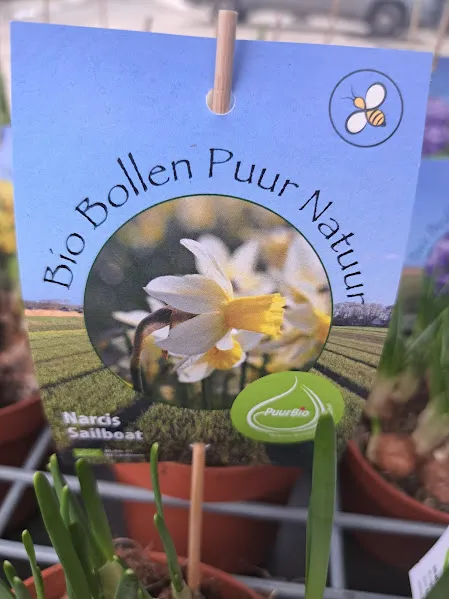 Bio Bollen Puur Natuur
Narcis
Sailboat
PuurBio